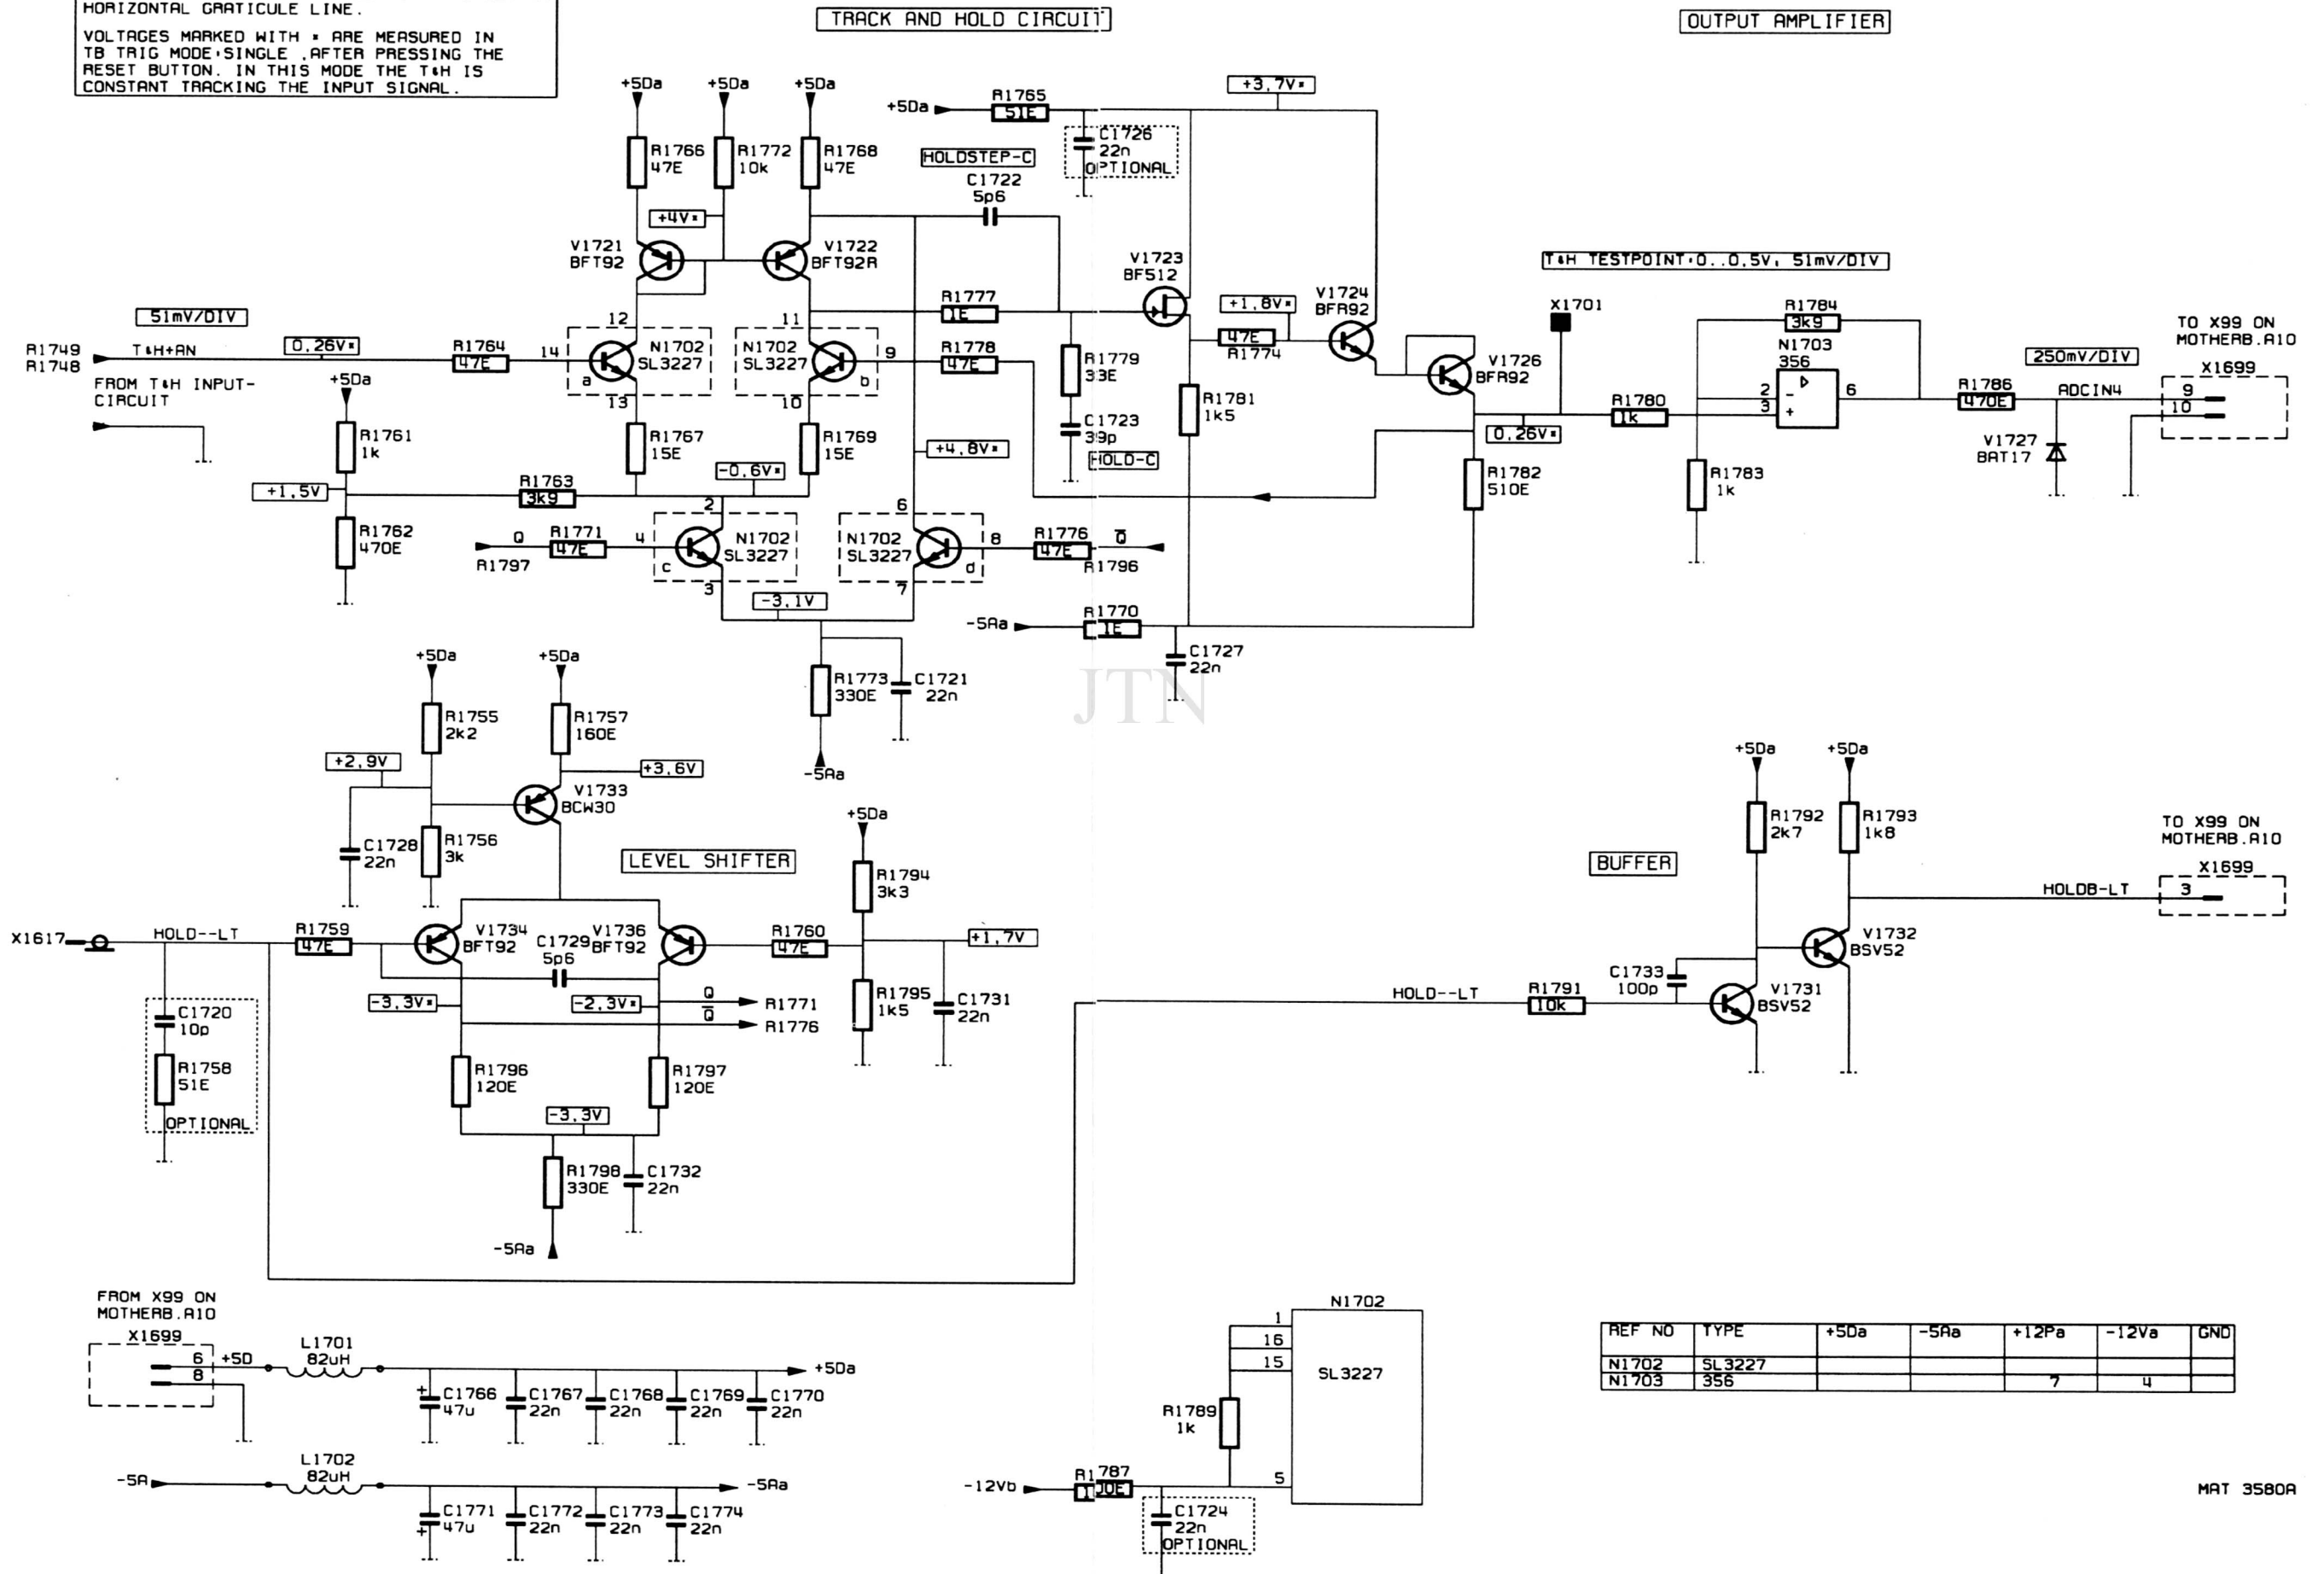 HORIZONTAL GRATICULE LINE.
VOLTAGES MARKED WITH * ARE MEASURED IN
TB TRIG MODE:SINGLE ,AFTER PRESSING THE
RESET BUTTON. IN THIS MODE THE T&H IS
CONSTANT TRACKING THE INPUT SIGNAL.
TRACK AND HOLD CIRCUIT
OUTPUT AMPLIFIER
+5Da
+5Da
+5Da
R1766
47E
R1772
10k
R1768
47E
+5Da
R1765
51E
+3,7V*
C1726
22n
OPTIONAL
HOLDSTEP-C
C1722
5p6
+4V*
V1721
BFT92
V1722
BFT92R
V1723
BF512
R1777
1E
+1,8V*
47E
R1774
V1724
BFR92
V1726
BFR92
T&H TESTPOINT:0..0,5V, 51mV/DIV
X1701
R1784
3k9
N1703
356
2
-
3
+
6
250mV/DIV
TO X99 ON
MOTHERB.A10
X1699
9
10
R1786
470E
ADCIN4
V1727
BAT17
51mV/DIV
R1749
R1748
T&H+AN
0,26V*
FROM T&H INPUT-
CIRCUIT
R1764
47E
14
12
N1702
SL3227
a
13
11
N1702
SL3227
b
10
9
R1778
47E
R1779
33E
C1723
39p
HOLD-C
R1781
1k5
R1780
1k
0,26V*
R1782
510E
R1783
1k
+5Da
R1761
1k
+1,5V
R1762
470E
R1763
3k9
R1767
15E
R1769
15E
-0,6V*
+4,8V*
Q
R1797
R1771
47E
4
2
N1702
SL3227
c
3
6
N1702
SL3227
d
7
8
R1776
47E
Q
R1796
-3,1V
-5Aa
R1770
1E
C1727
22n
R1773
330E
C1721
22n
-5Aa
JTN
+5Da
+5Da
R1755
2k2
R1757
160E
+2,9V
+3,6V
V1733
BCW30
C1728
22n
R1756
3k
LEVEL SHIFTER
+5Da
R1794
3k3
X1617
HOLD--LT
R1759
47E
V1734
BFT92
C1729
5p6
V1736
BFT92
R1760
47E
+1,7V
-3,3V*
-2,3V*
Q
R1771
Q
R1776
R1795
1k5
C1731
22n
C1720
10p
R1758
51E
OPTIONAL
R1796
120E
R1797
120E
-3,3V
R1798
330E
C1732
22n
-5Aa
BUFFER
+5Da
+5Da
R1792
2k7
R1793
1k8
TO X99 ON
MOTHERB.A10
X1699
HOLDB-LT
3
V1732
BSV52
C1733
100p
V1731
BSV52
HOLD--LT
R1791
10k
FROM X99 ON
MOTHERB.A10
X1699
6
+5D
8
L1701
82uH
+5Da
+
C1766
47u
C1767
22n
C1768
22n
C1769
22n
C1770
22n
-5A
L1702
82uH
-5Aa
+
C1771
47u
C1772
22n
C1773
22n
C1774
22n
N1702
1
16
15
SL3227
R1789
1k
5
-12Vb
R1787
C1724
22n
OPTIONAL
REF NO TYPE +5Da -5Aa +12Pa -12Va GND
N1702 SL3227
N1703 356 7 4
MAT 3580A